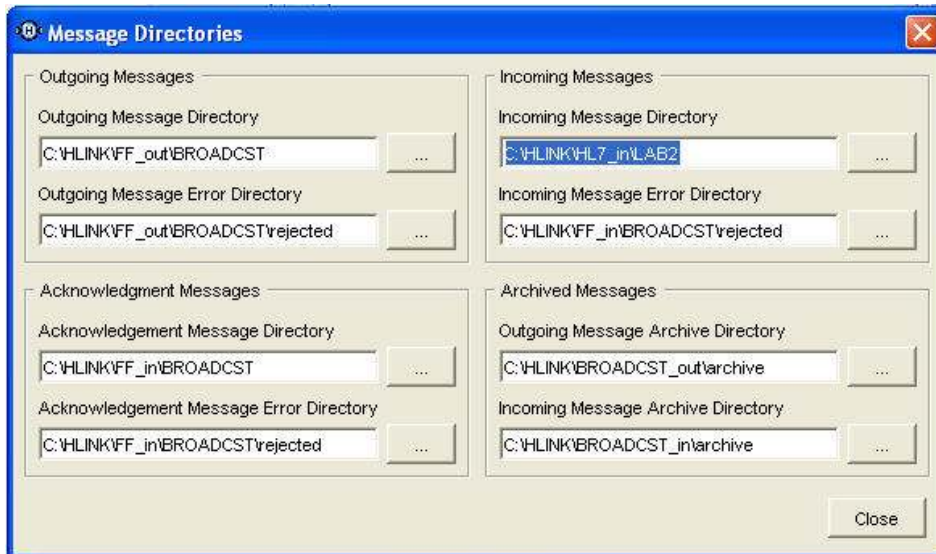 Message Directories
Outgoing Messages
Outgoing Message Directory
C:\HLINK\FF_out\BROADCST
...
Outgoing Message Error Directory
C:\HLINK\FF_out\BROADCST\rejected
...
Incoming Messages
Incoming Message Directory
C:\HLINK\HL7_in\LAB2
...
Incoming Message Error Directory
C:\HLINK\FF_in\BROADCST\rejected
...
Acknowledgment Messages
Acknowledgement Message Directory
C:\HLINK\FF_in\BROADCST
...
Acknowledgement Message Error Directory
C:\HLINK\FF_in\BROADCST\rejected
...
Archived Messages
Outgoing Message Archive Directory
C:\HLINK\BROADCST_out\archive
...
Incoming Message Archive Directory
C:\HLINK\BROADCST_in\archive
...
Close